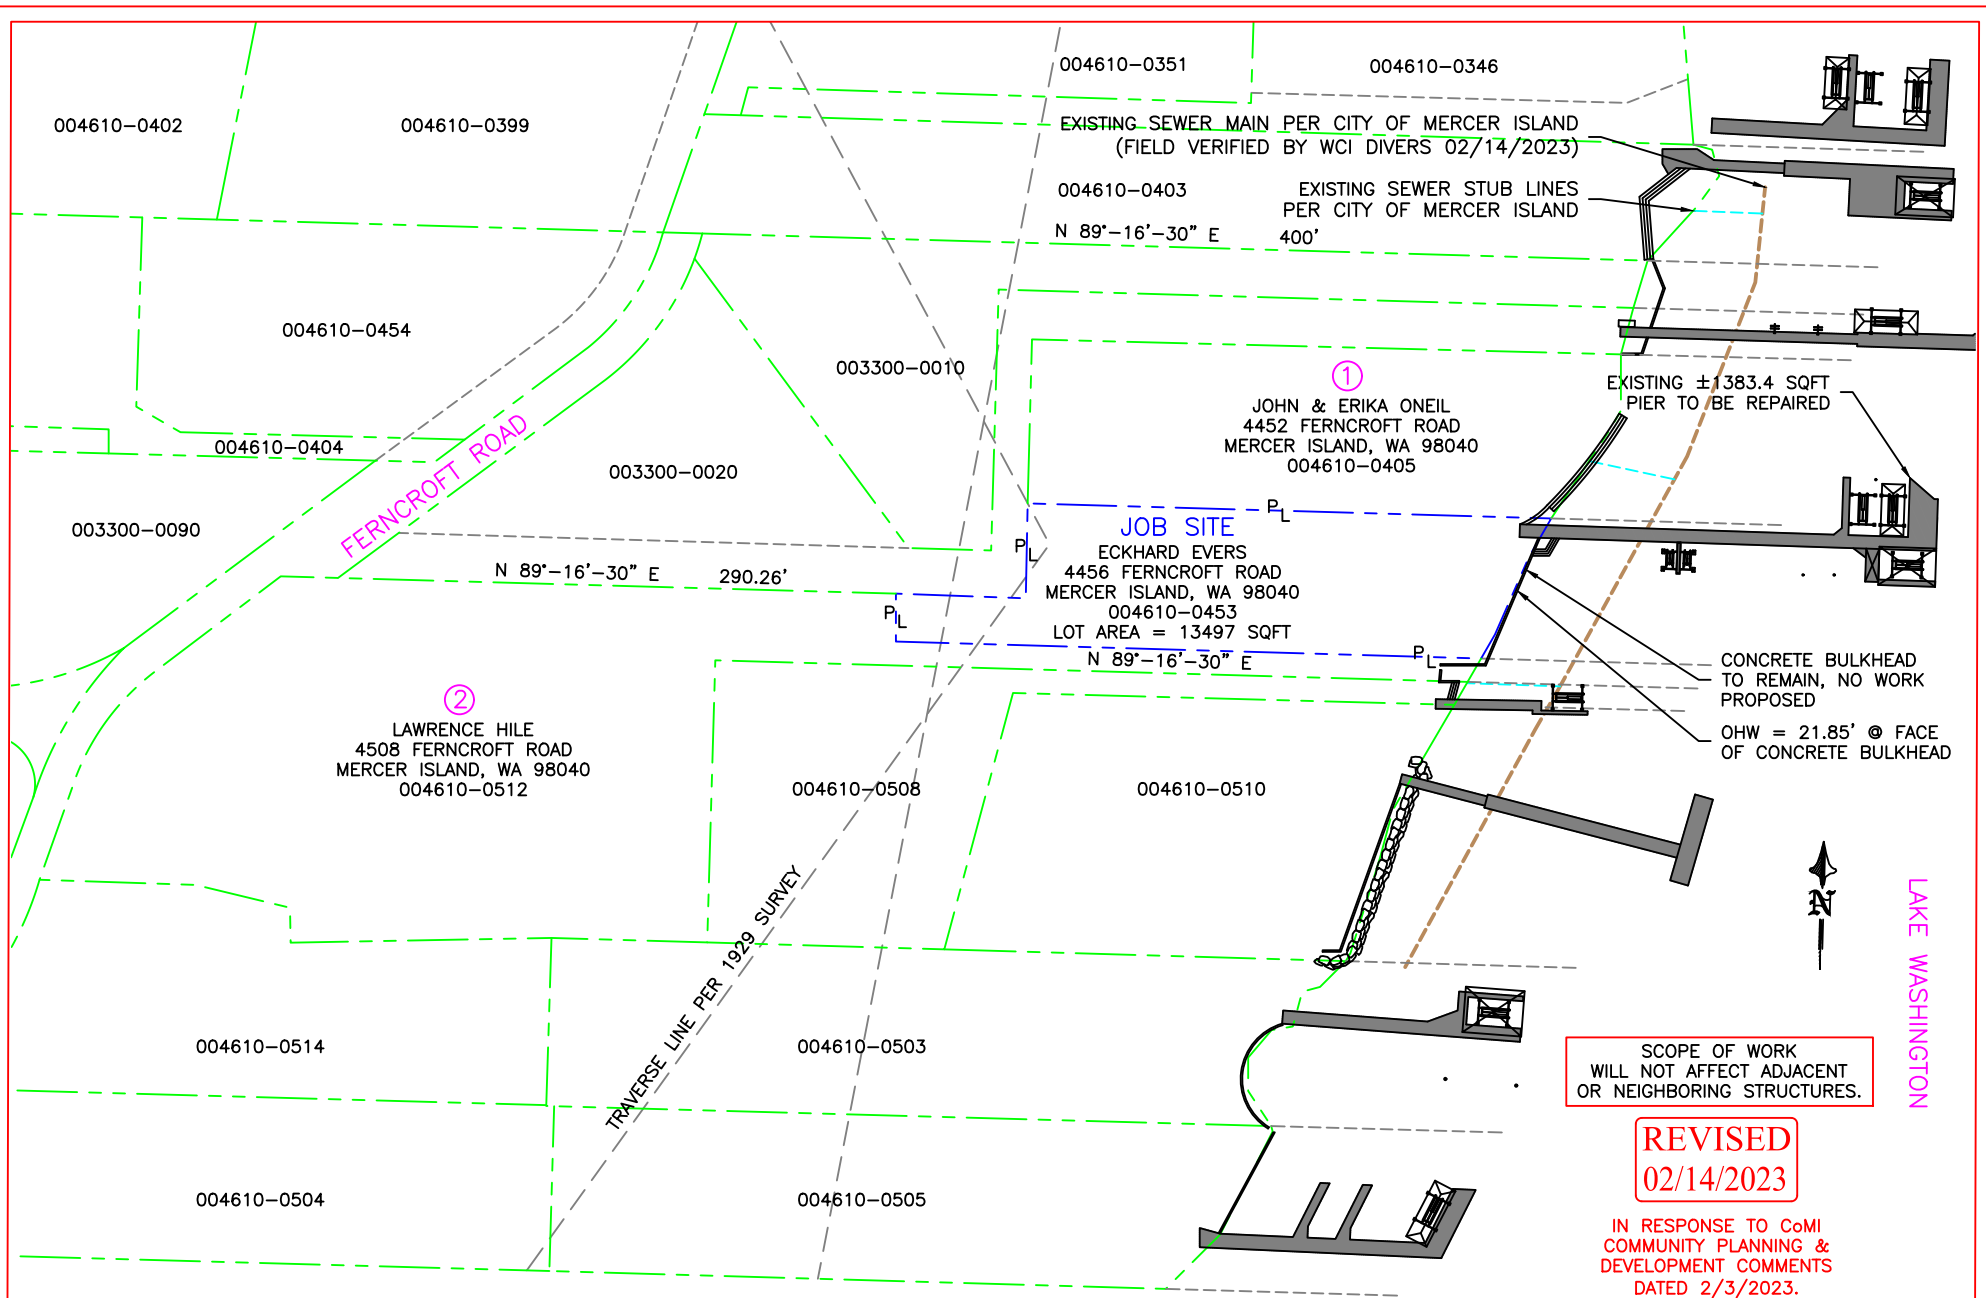 004610-0351
004610-0346
004610-0402
004610-0399
EXISTING SEWER MAIN PER CITY OF MERCER ISLAND
(FIELD VERIFIED BY WCI DIVERS 02/14/2023)
004610-0403
EXISTING SEWER STUB LINES
PER CITY OF MERCER ISLAND
N 89°-16'-30" E 400'
004610-0454
003300-0010
1
JOHN & ERIKA ONEIL
4452 FERNCROFT ROAD
MERCER ISLAND, WA 98040
004610-0405
EXISTING ±1383.4 SQFT
PIER TO BE REPAIRED
004610-0404
FERNCROFT ROAD
003300-0020
003300-0090
PL
JOB SITE
PL
ECKHARD EVERS
4456 FERNCROFT ROAD
MERCER ISLAND, WA 98040
004610-0453
LOT AREA = 13497 SQFT
N 89°-16'-30" E 290.26'
PL
N 89°-16'-30" E
PL
CONCRETE BULKHEAD
TO REMAIN, NO WORK
PROPOSED
OHW = 21.85' @ FACE
OF CONCRETE BULKHEAD
2
LAWRENCE HILE
4508 FERNCROFT ROAD
MERCER ISLAND, WA 98040
004610-0512
004610-0508
004610-0510
TRAVERSE LINE PER 1929 SURVEY
N
LAKE WASHINGTON
004610-0514
004610-0503
SCOPE OF WORK
WILL NOT AFFECT ADJACENT
OR NEIGHBORING STRUCTURES.
REVISED
02/14/2023
004610-0504
004610-0505
IN RESPONSE TO CoMI
COMMUNITY PLANNING &
DEVELOPMENT COMMENTS
DATED 2/3/2023.